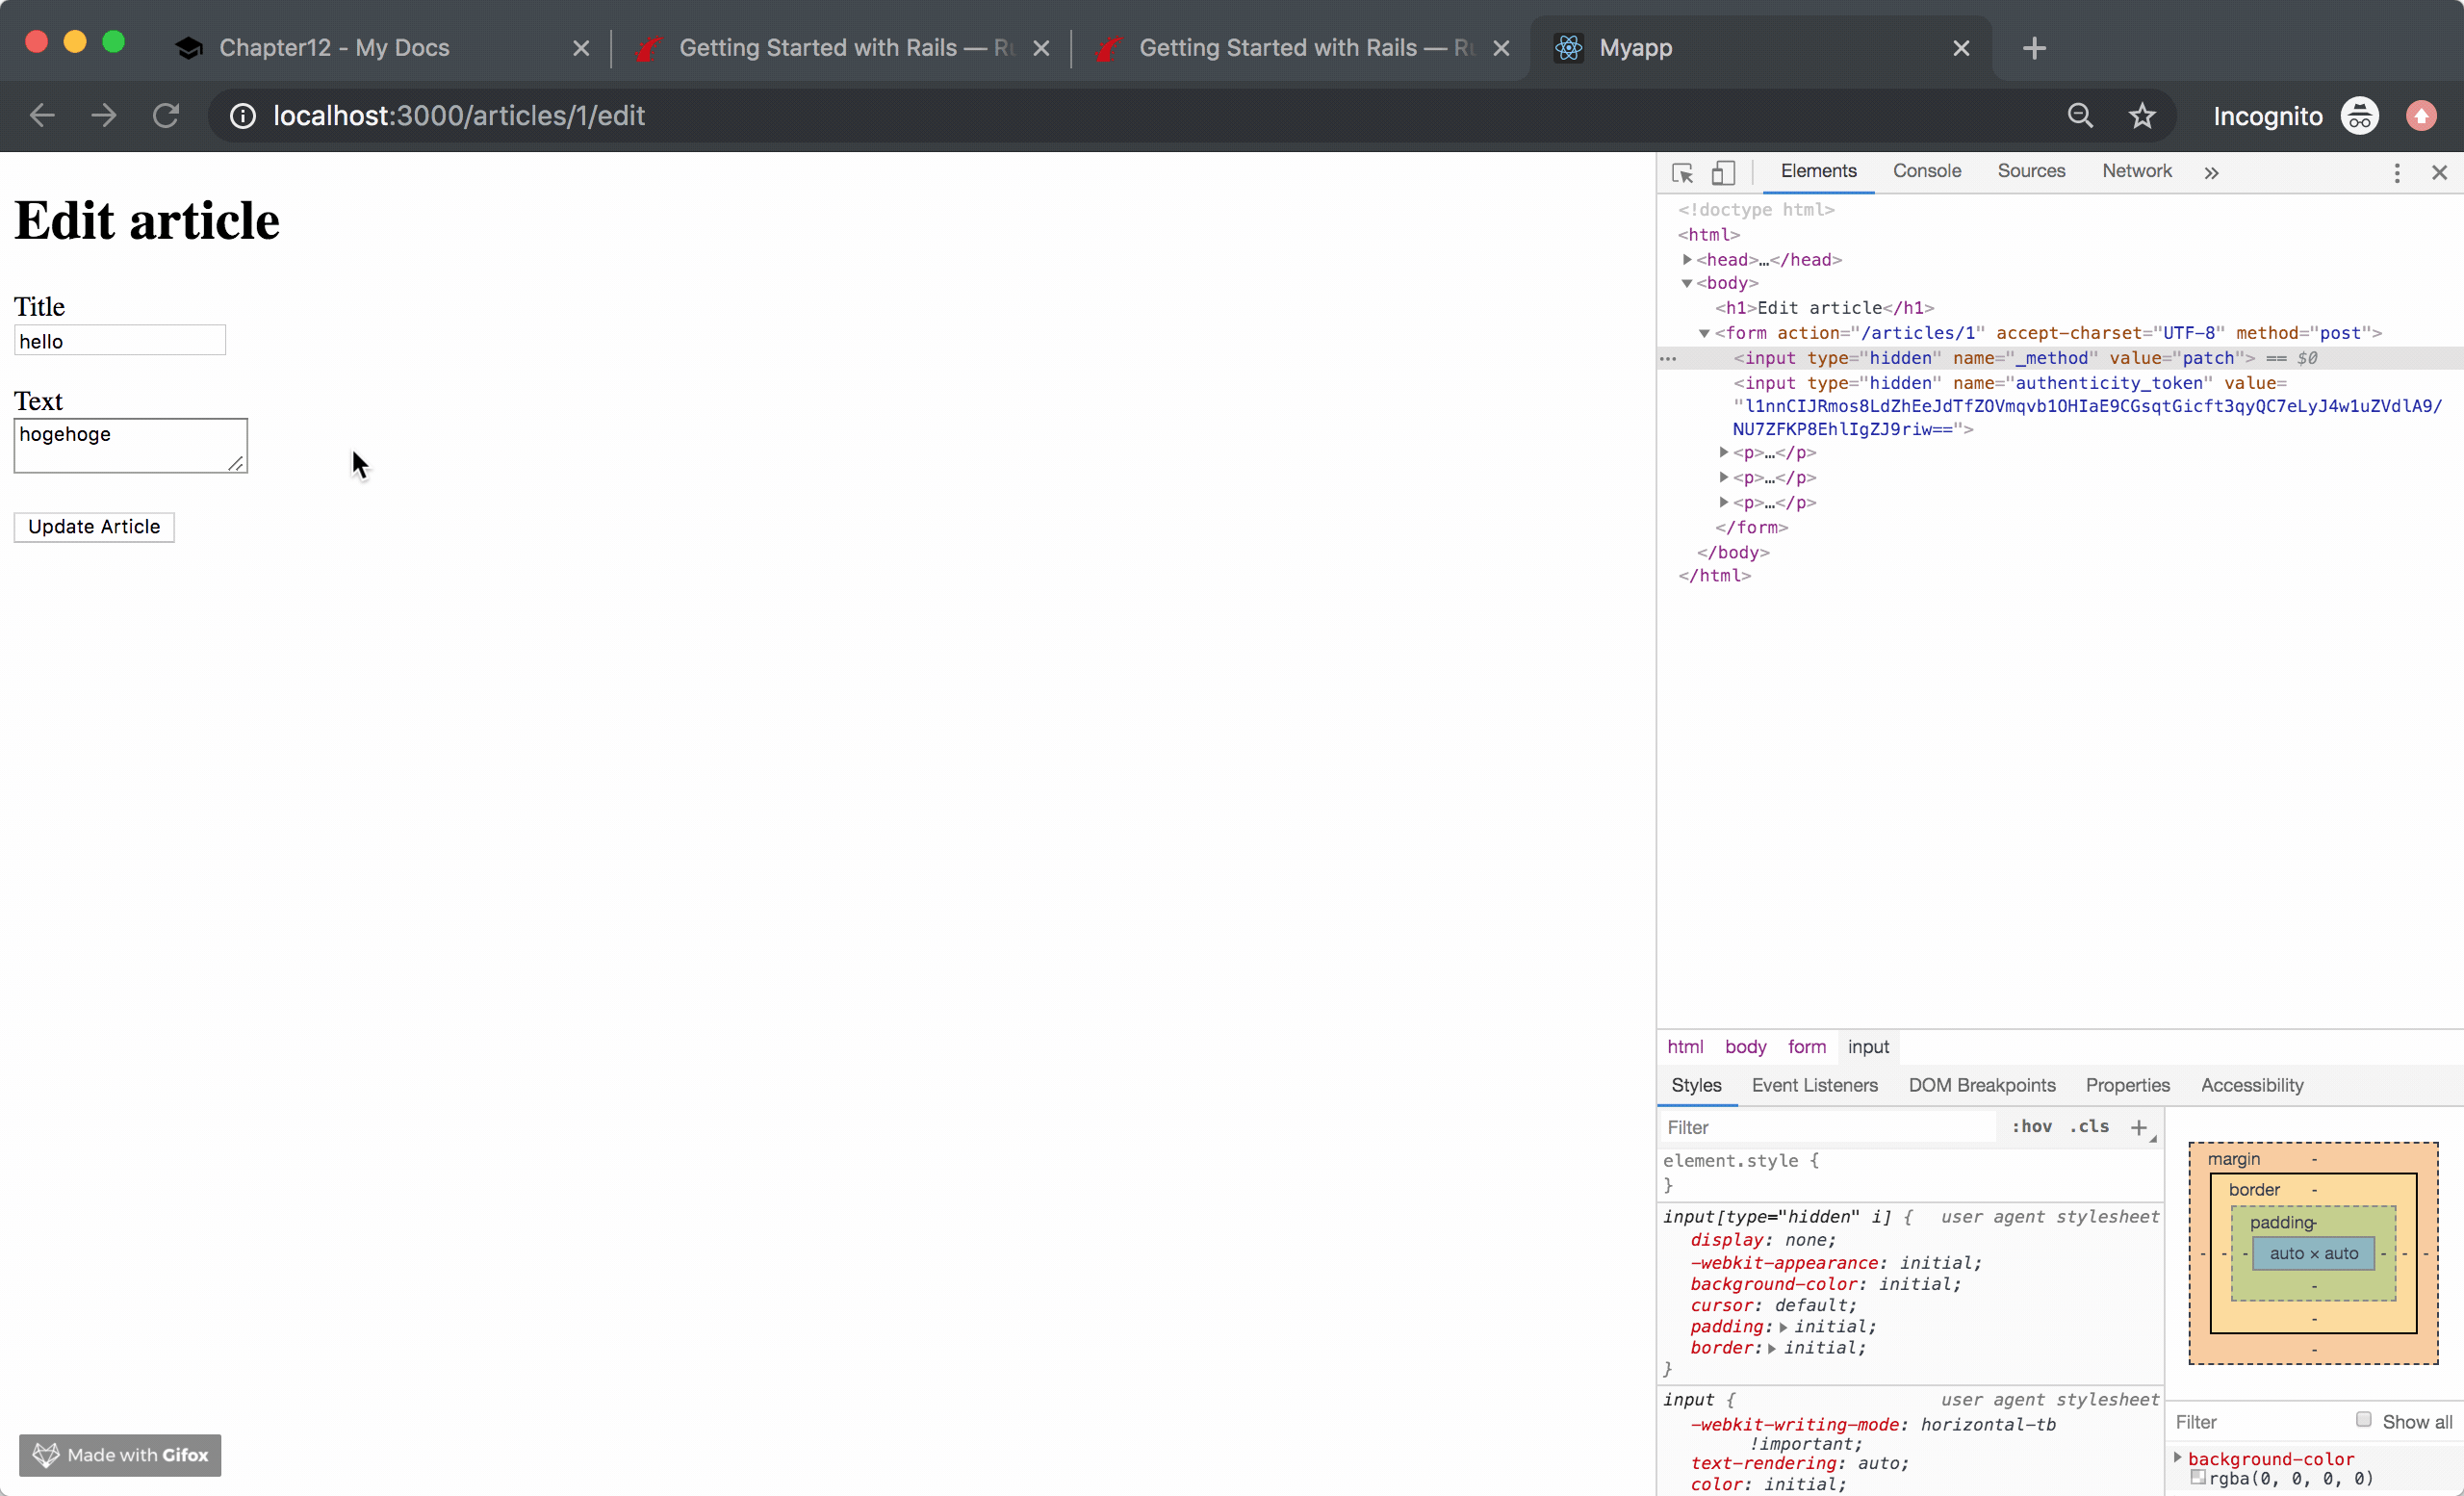 Chapter12 - My Docs
Getting Started with Rails — Ru
Getting Started with Rails — Ru
Myapp
localhost:3000/articles/1/edit
Incognito
Edit article
Title
hello
Text
hogehoge
Update Article
Made with Gifox
Elements Console Sources Network »
<!doctype html>
<html>
<head>…</head>
<body>
<h1>Edit article</h1>
<form action="/articles/1" accept-charset="UTF-8" method="post">
… <input type="hidden" name="_method" value="patch"> == $0
<input type="hidden" name="authenticity_token" value=
"l1nnCIJRmos8LdZhEeJdTfZOVmqvb1OHIaE9CGsqtGicft3qyQC7eLyJ4w1uZVdlA9/
NU7ZFKP8EhlIgZJ9riw==">
<p>…</p>
<p>…</p>
<p>…</p>
</form>
</body>
</html>
html body form input
Styles Event Listeners DOM Breakpoints Properties Accessibility
Filter :hov .cls +
element.style {
}
input[type="hidden" i] { user agent stylesheet
display: none;
-webkit-appearance: initial;
background-color: initial;
cursor: default;
padding: initial;
border: initial;
}
input { user agent stylesheet
-webkit-writing-mode: horizontal-tb
!important;
text-rendering: auto;
color: initial;
margin -
border -
padding-
- - - auto × auto - - -
-
-
-
Filter Show all
background-color
rgba(0, 0, 0, 0)